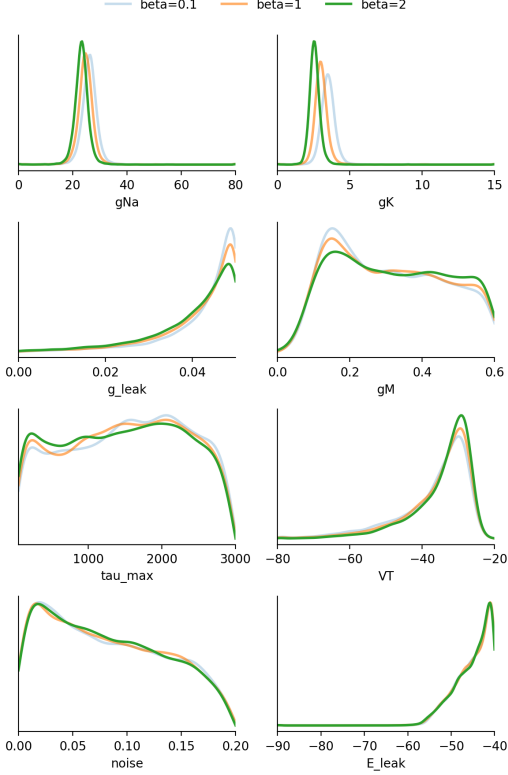 beta=0.1 beta=1 beta=2
0 20 40 60 80
gNa
0 5 10 15
gK
0.00 0.02 0.04
g_leak
0.0 0.2 0.4 0.6
gM
1000 2000 3000
tau_max
−80 −60 −40 −20
VT
0.00 0.05 0.10 0.15 0.20
noise
−90 −80 −70 −60 −50 −40
E_leak